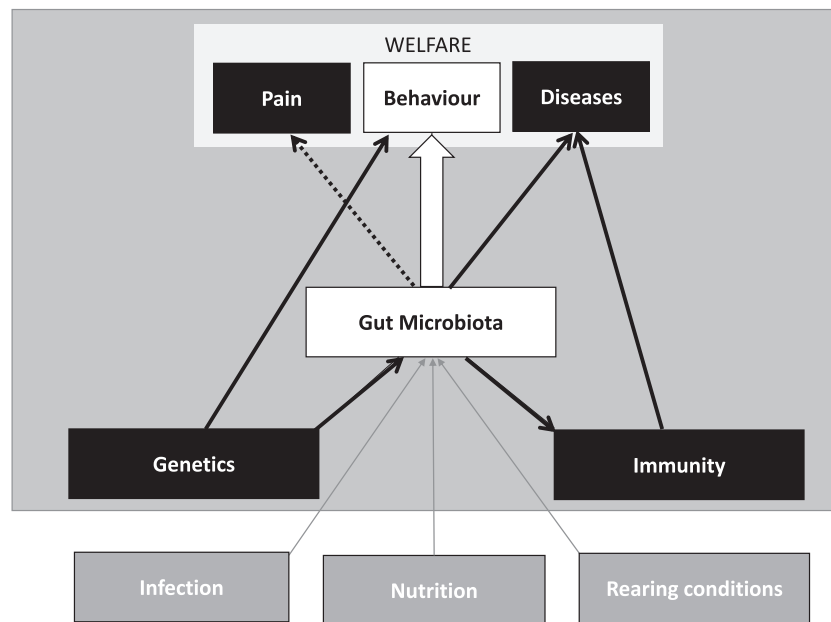 WELFARE
Pain
Behaviour
Diseases
Gut Microbiota
Genetics
Immunity
Infection
Nutrition
Rearing conditions